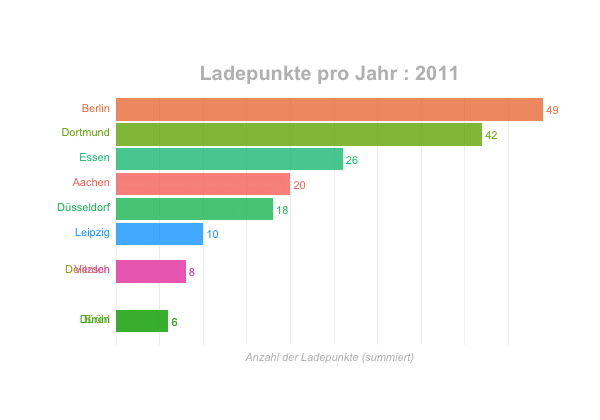 Ladepunkte pro Jahr : 2011
Berlin 49
Dortmund 42
Essen 26
Aachen 20
Düsseldorf 18
Leipzig 10
8
6
Anzahl der Ladepunkte (summiert)